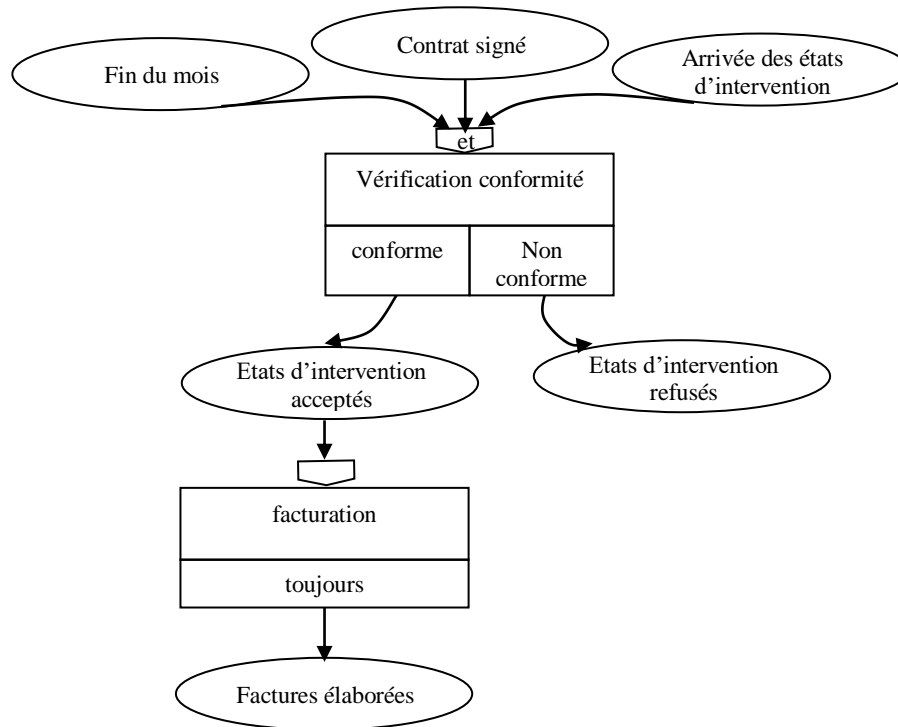 Contrat signé
Fin du mois
Arrivée des états
d’intervention
et
Vérification conformité
conforme
Non
conforme
Etats d’intervention
acceptés
Etats d’intervention
refusés
facturation
toujours
Factures élaborées